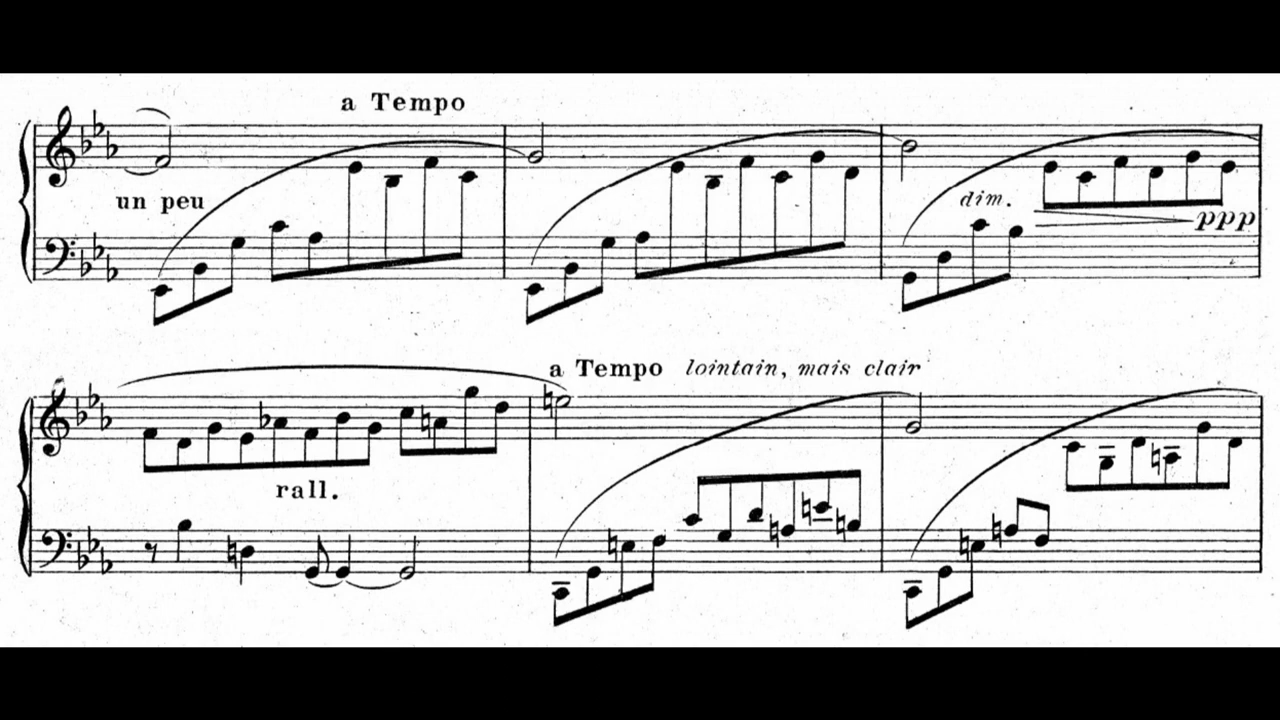 a Tempo
un peu
dim.
ppp
a Tempo lointain, mais clair
rall.